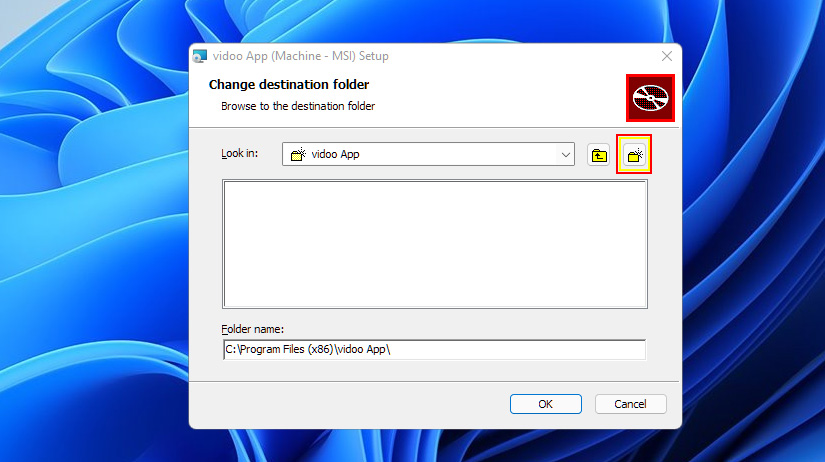 vidoo App (Machine - MSI) Setup
Change destination folder
Browse to the destination folder
Look in:
vidoo App
Folder name:
C:\Program Files (x86)\vidoo App\
OK
Cancel